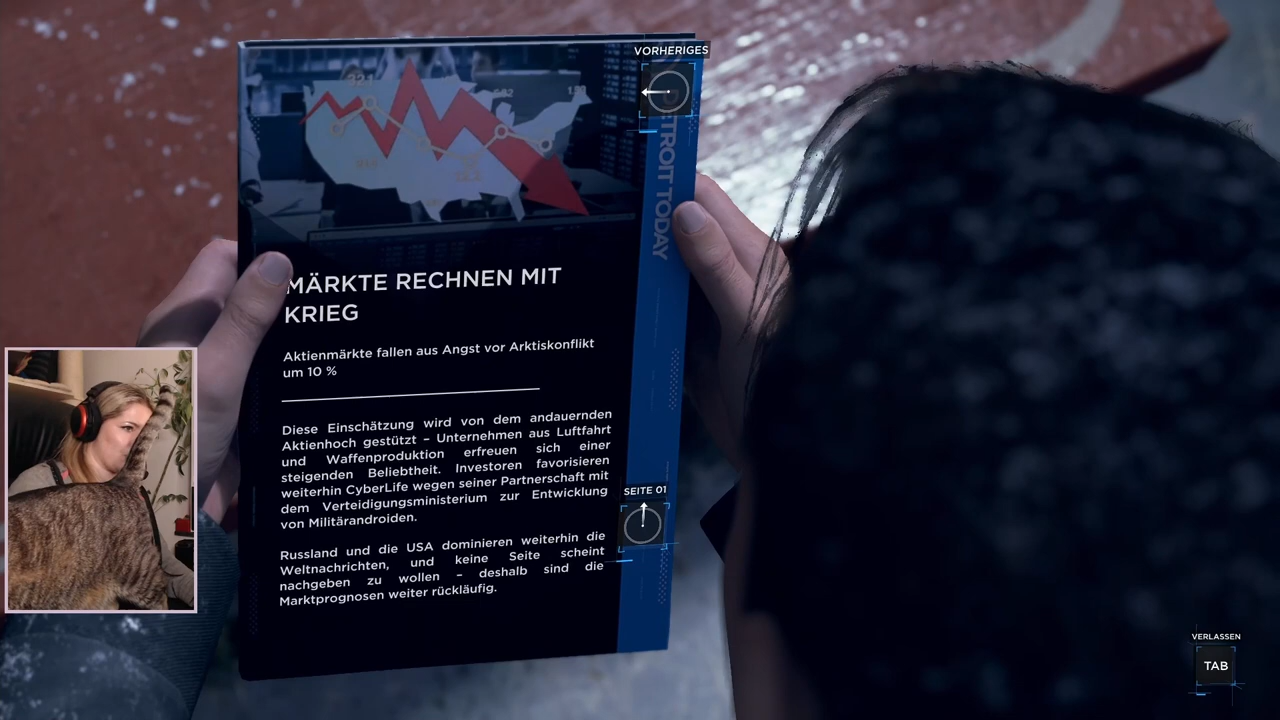 VORHERIGES
DETROIT TODAY
MÄRKTE RECHNEN MIT
KRIEG
Aktienmärkte fallen aus Angst vor Arktiskonflikt
um 10 %
Diese Einschätzung wird von dem andauernden
Aktienhoch gestützt – Unternehmen aus Luftfahrt
und Waffenproduktion erfreuen sich einer
steigenden Beliebtheit. Investoren favorisieren
weiterhin CyberLife wegen seiner Partnerschaft mit
dem Verteidigungsministerium zur Entwicklung
von Militärandroiden.
Russland und die USA dominieren weiterhin die
Weltnachrichten, und keine Seite scheint
nachgeben zu wollen – deshalb sind die
Marktprognosen weiter rückläufig.
SEITE 01
VERLASSEN
TAB